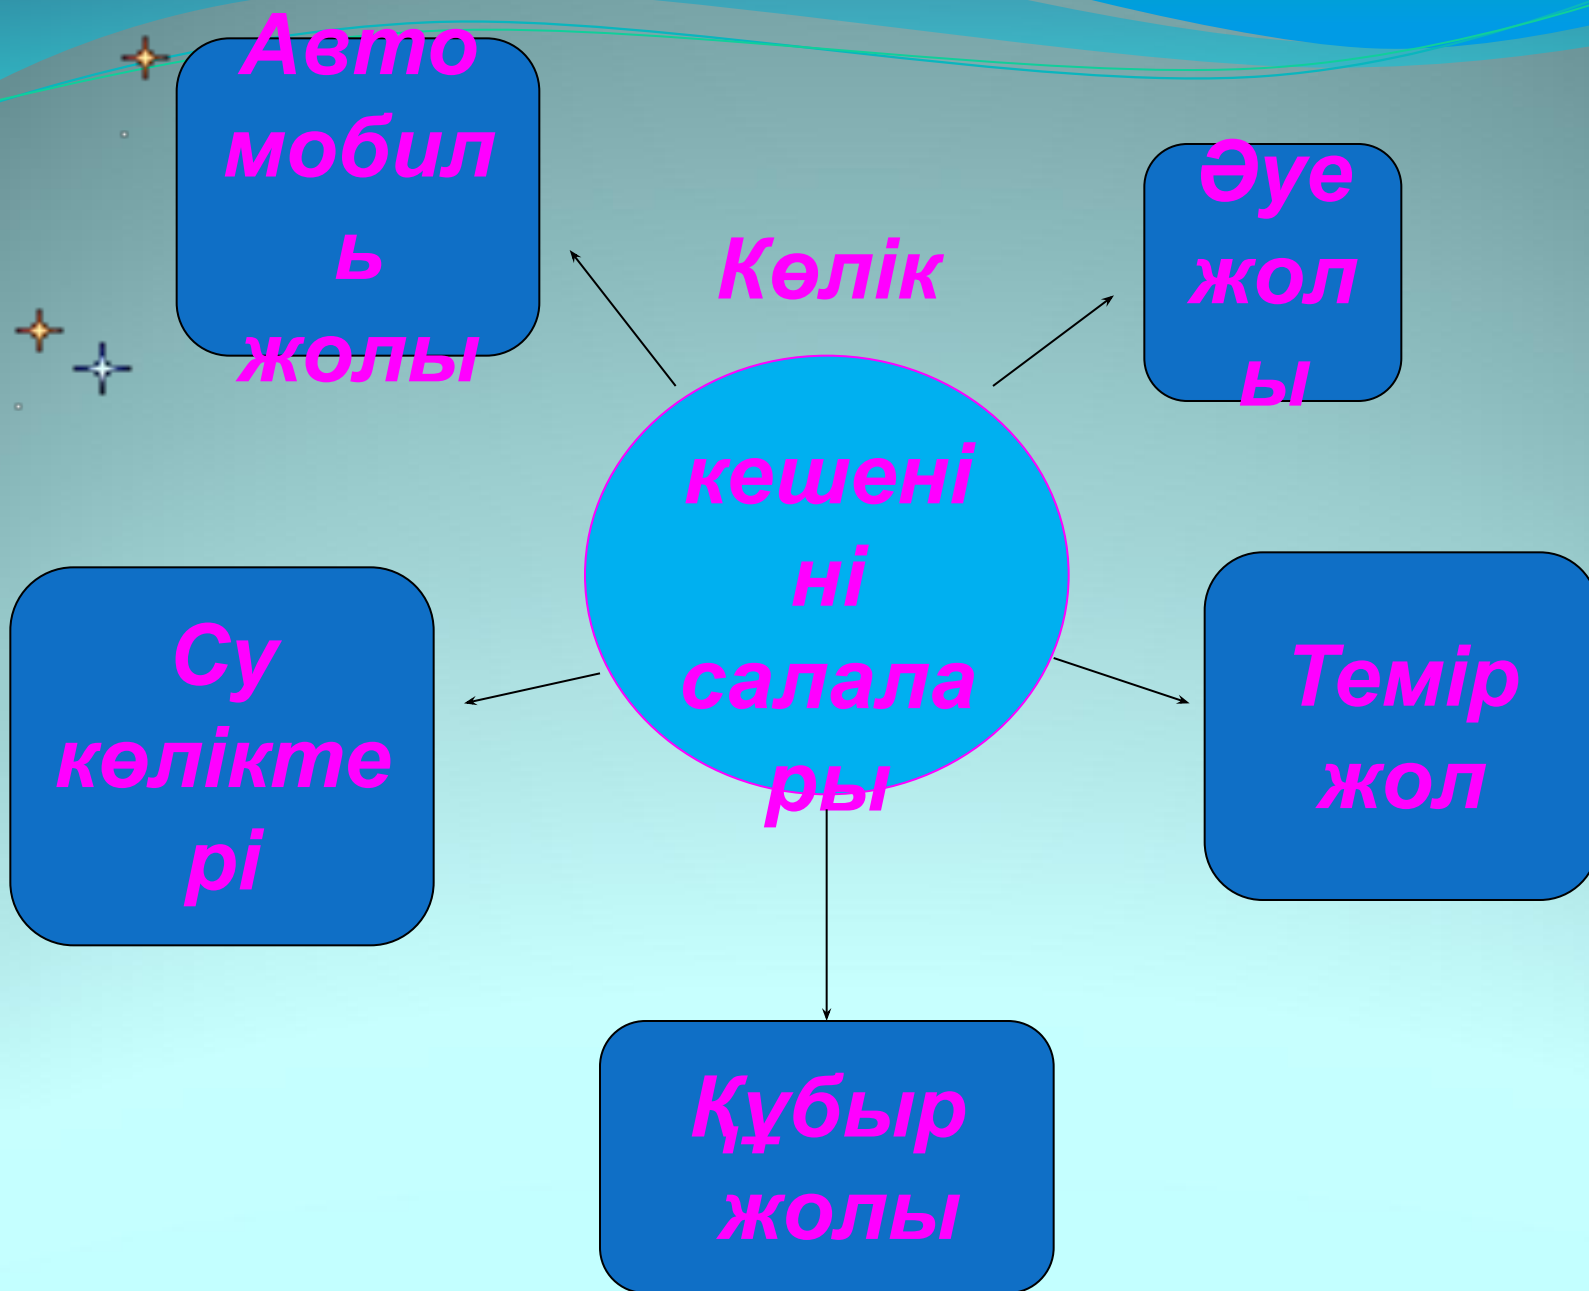 Авто
мобил
ь
жолы
Әуе
жол
ы
Көлік
кешені
ні
салала
ры
Су
көлікте
рі
Темір
жол
Құбыр
жолы